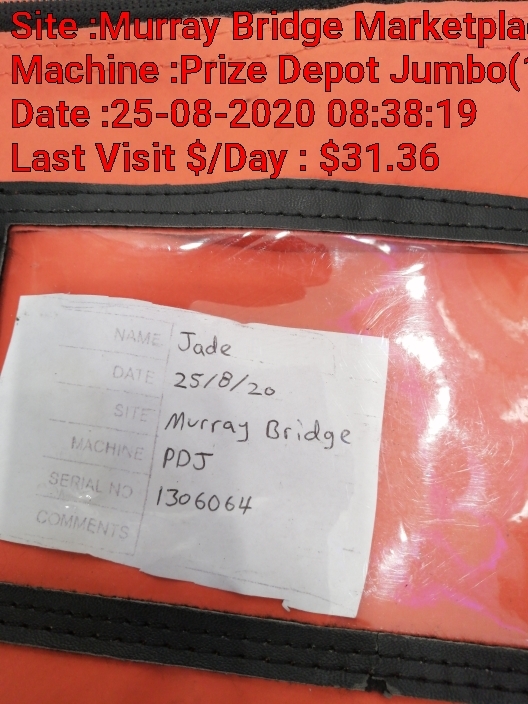 Site :Murray Bridge Marketpla
Machine :Prize Depot Jumbo(1
Date :25-08-2020 08:38:19
Last Visit $/Day : $31.36
NAME Jade
DATE 25/8/20
SITE Murray Bridge
MACHINE PDJ
SERIAL NO 1306064
COMMENTS